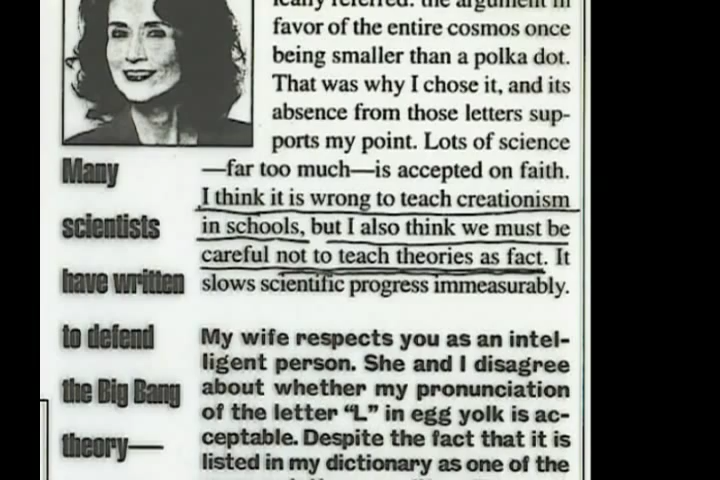 ically referred: the argument in
favor of the entire cosmos once
being smaller than a polka dot.
That was why I chose it, and its
absence from those letters sup-
ports my point. Lots of science
—far too much—is accepted on faith.
I think it is wrong to teach creationism
in schools, but I also think we must be
careful not to teach theories as fact. It
slows scientific progress immeasurably.
Many
scientists
have written
to defend
the Big Bang
theory—
My wife respects you as an intel-
ligent person. She and I disagree
about whether my pronunciation
of the letter “L” in egg yolk is ac-
ceptable. Despite the fact that it is
listed in my dictionary as one of the